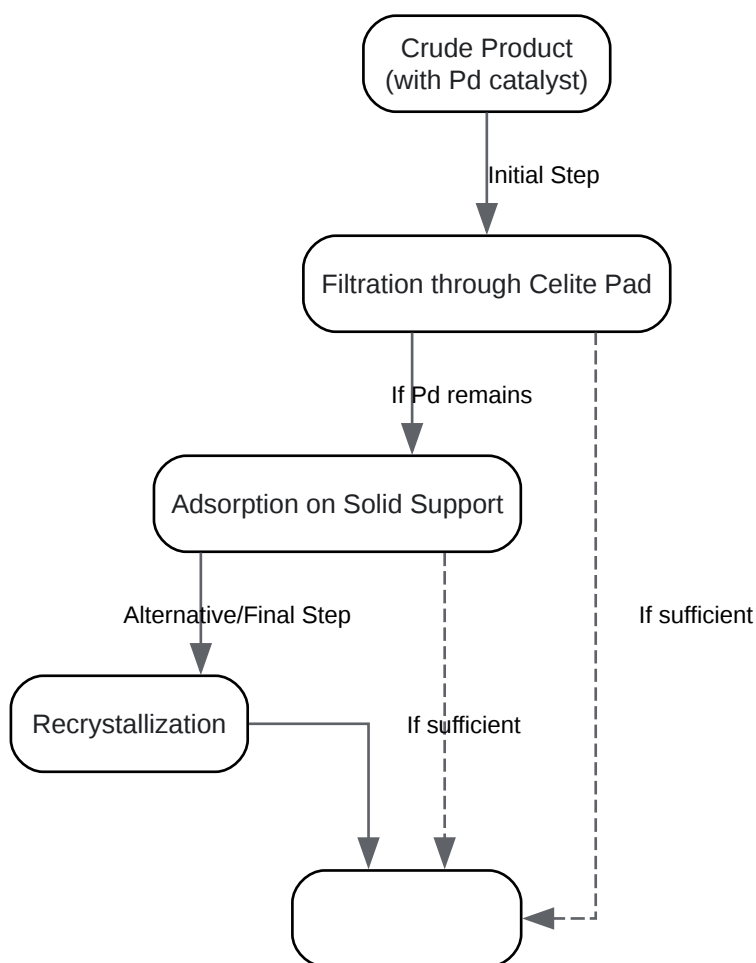 Crude Product
(with Pd catalyst)
Initial Step
Filtration through Celite Pad
If Pd remains
Adsorption on Solid Support
Alternative/Final Step
If sufficient
Recrystallization
If sufficient